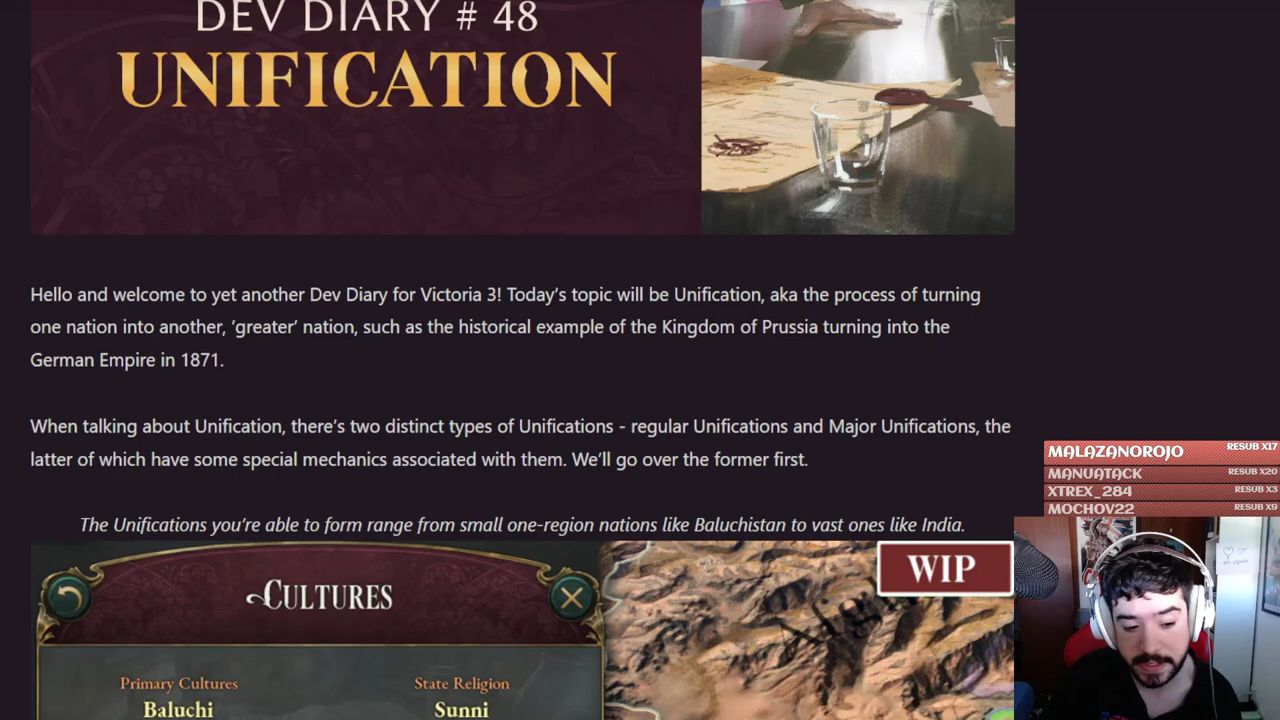 DEV DIARY # 48
UNIFICATION
Hello and welcome to yet another Dev Diary for Victoria 3! Today's topic will be Unification, aka the process of turning
one nation into another, 'greater' nation, such as the historical example of the Kingdom of Prussia turning into the
German Empire in 1871.
When talking about Unification, there's two distinct types of Unifications - regular Unifications and Major Unifications, the
latter of which have some special mechanics associated with them. We'll go over the former first.
The Unifications you're able to form range from small one-region nations like Baluchistan to vast ones like India.
WIP
CULTURES
Primary Cultures
State Religion
Baluchi
Sunni
MALAZANOROJO RESUB X17
MANUATACK RESUB X20
XTREX_284 RESUB X3
MOCHOV22 RESUB X9